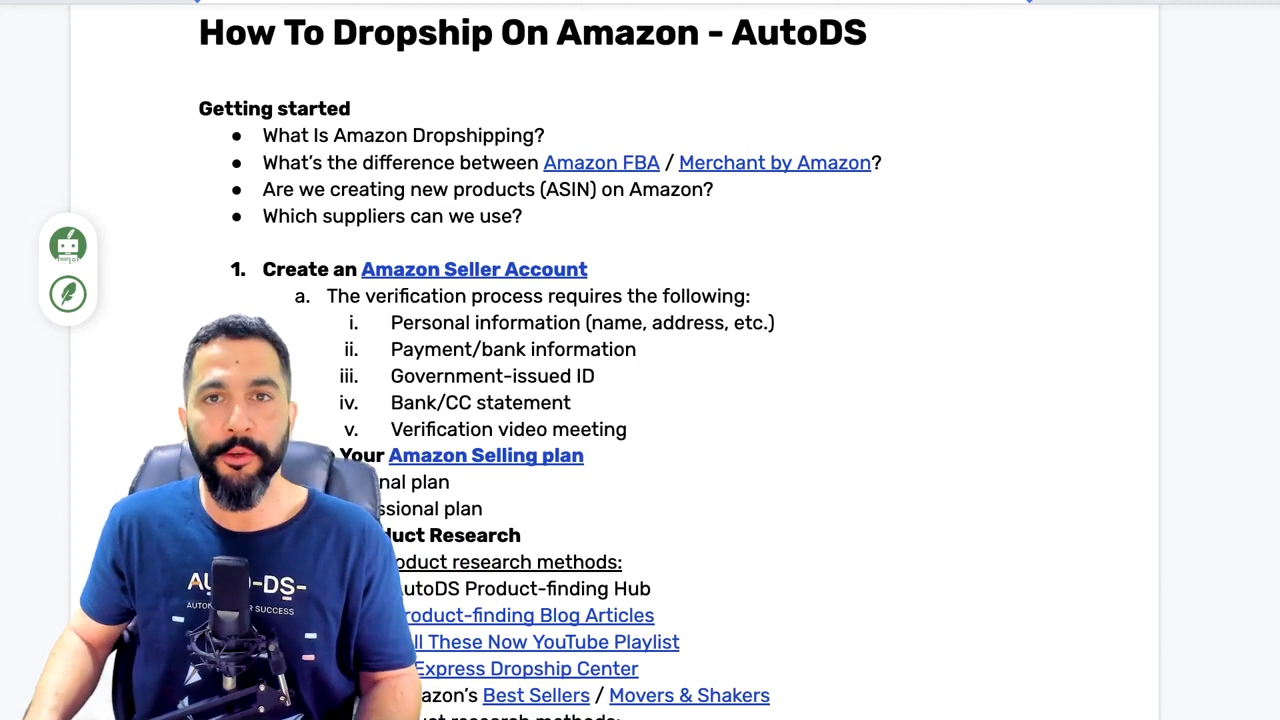 How To Dropship On Amazon - AutoDS
Getting started
● What Is Amazon Dropshipping?
● What's the difference between Amazon FBA / Merchant by Amazon?
● Are we creating new products (ASIN) on Amazon?
● Which suppliers can we use?
1. Create an Amazon Seller Account
a. The verification process requires the following:
i. Personal information (name, address, etc.)
ii. Payment/bank information
iii. Government-issued ID
iv. Bank/CC statement
v. Verification video meeting
Your Amazon Selling plan
nal plan
ssional plan
duct Research
oduct research methods:
AutoDS Product-finding Hub
roduct-finding Blog Articles
ll These Now YouTube Playlist
Express Dropship Center
azon's Best Sellers / Movers & Shakers